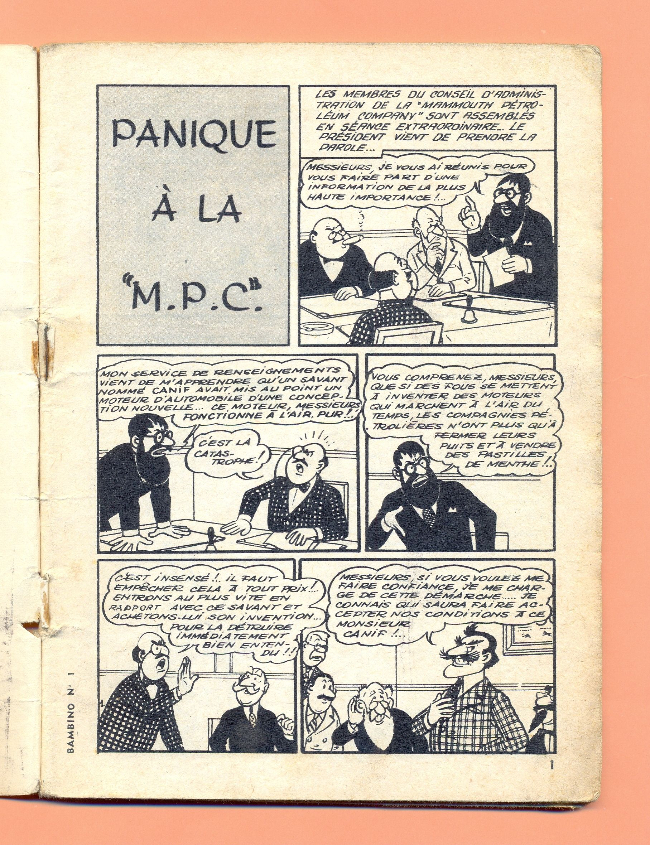 PANIQUE
À LA
"M.P.C."
LES MEMBRES DU CONSEIL D'ADMINIS-
TRATION DE LA "MAMMOUTH PÉTRO-
LÉUM COMPANY" SONT ASSEMBLÉS
EN SÉANCE EXTRAORDINAIRE... LE
PRÉSIDENT VIENT DE PRENDRE LA
PAROLE...
MESSIEURS, JE VOUS AI RÉUNIS POUR
VOUS FAIRE PART D'UNE
INFORMATION DE LA PLUS
HAUTE IMPORTANCE!..
MON SERVICE DE RENSEIGNEMENTS
VIENT DE M'APPRENDRE QU'UN SAVANT
NOMMÉ CANIF AVAIT MIS AU POINT UN
MOTEUR D'AUTOMOBILE D'UNE CONCEP-
TION NOUVELLE... CE MOTEUR, MESSIEURS
FONCTIONNE À L'AIR PUR!!
C'EST LA
CATAS-
TROPHE!
VOUS COMPRENEZ, MESSIEURS,
QUE SI DES FOUS SE METTENT
À INVENTER DES MOTEURS
QUI MARCHENT À L'AIR DU
TEMPS, LES COMPAGNIES PÉ-
TROLIÈRES N'ONT PLUS QU'À
FERMER LEURS
PUITS ET À VENDRE
DES PASTILLES
DE MENTHE!..
C'EST INSENSÉ!. IL FAUT
EMPÊCHER CELA À TOUT PRIX!..
ENTRONS AU PLUS VITE EN
RAPPORT AVEC CE SAVANT ET
ACHETONS-LUI SON INVENTION...
POUR LA DÉTRUIRE
IMMÉDIATEMENT
BIEN ENTEN-
DU!!
MESSIEURS, SI VOUS VOULEZ ME
FAIRE CONFIANCE, JE ME CHAR-
GE DE CETTE DÉMARCHE..... JE
CONNAIS QUI SAURA FAIRE AC-
CEPTER NOS CONDITIONS À CE
MONSIEUR
CANIF!..
BAMBINO N° 1
1